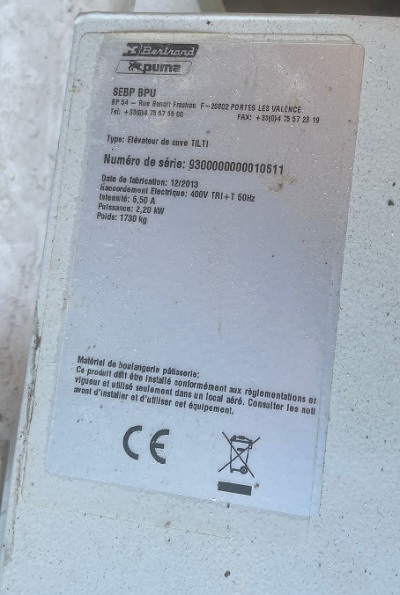 Bertrand
puma
SEBP BPU
BP 54 – Rue Benoit Frachon F-26802 PORTES LES VALENCE
Tel: +33(0)4 75 57 55 00 FAX: +33(0)4 75 57 23 19
Type: Elévateur de cuve TILTI
Numéro de série: 9300000000010511
Date de fabrication: 12/2013
Raccordement Electrique: 400V TRI+T 50Hz
Intensité: 5,50 A
Puissance: 2,20 kW
Poids: 1730 kg
Matériel de boulangerie pâtisserie:
Ce produit doit être installé conformément aux règlementations en
vigueur et utilisé seulement dans un local aéré. Consulter les noti
avant d'installer et d'utiliser cet équipement.
CE